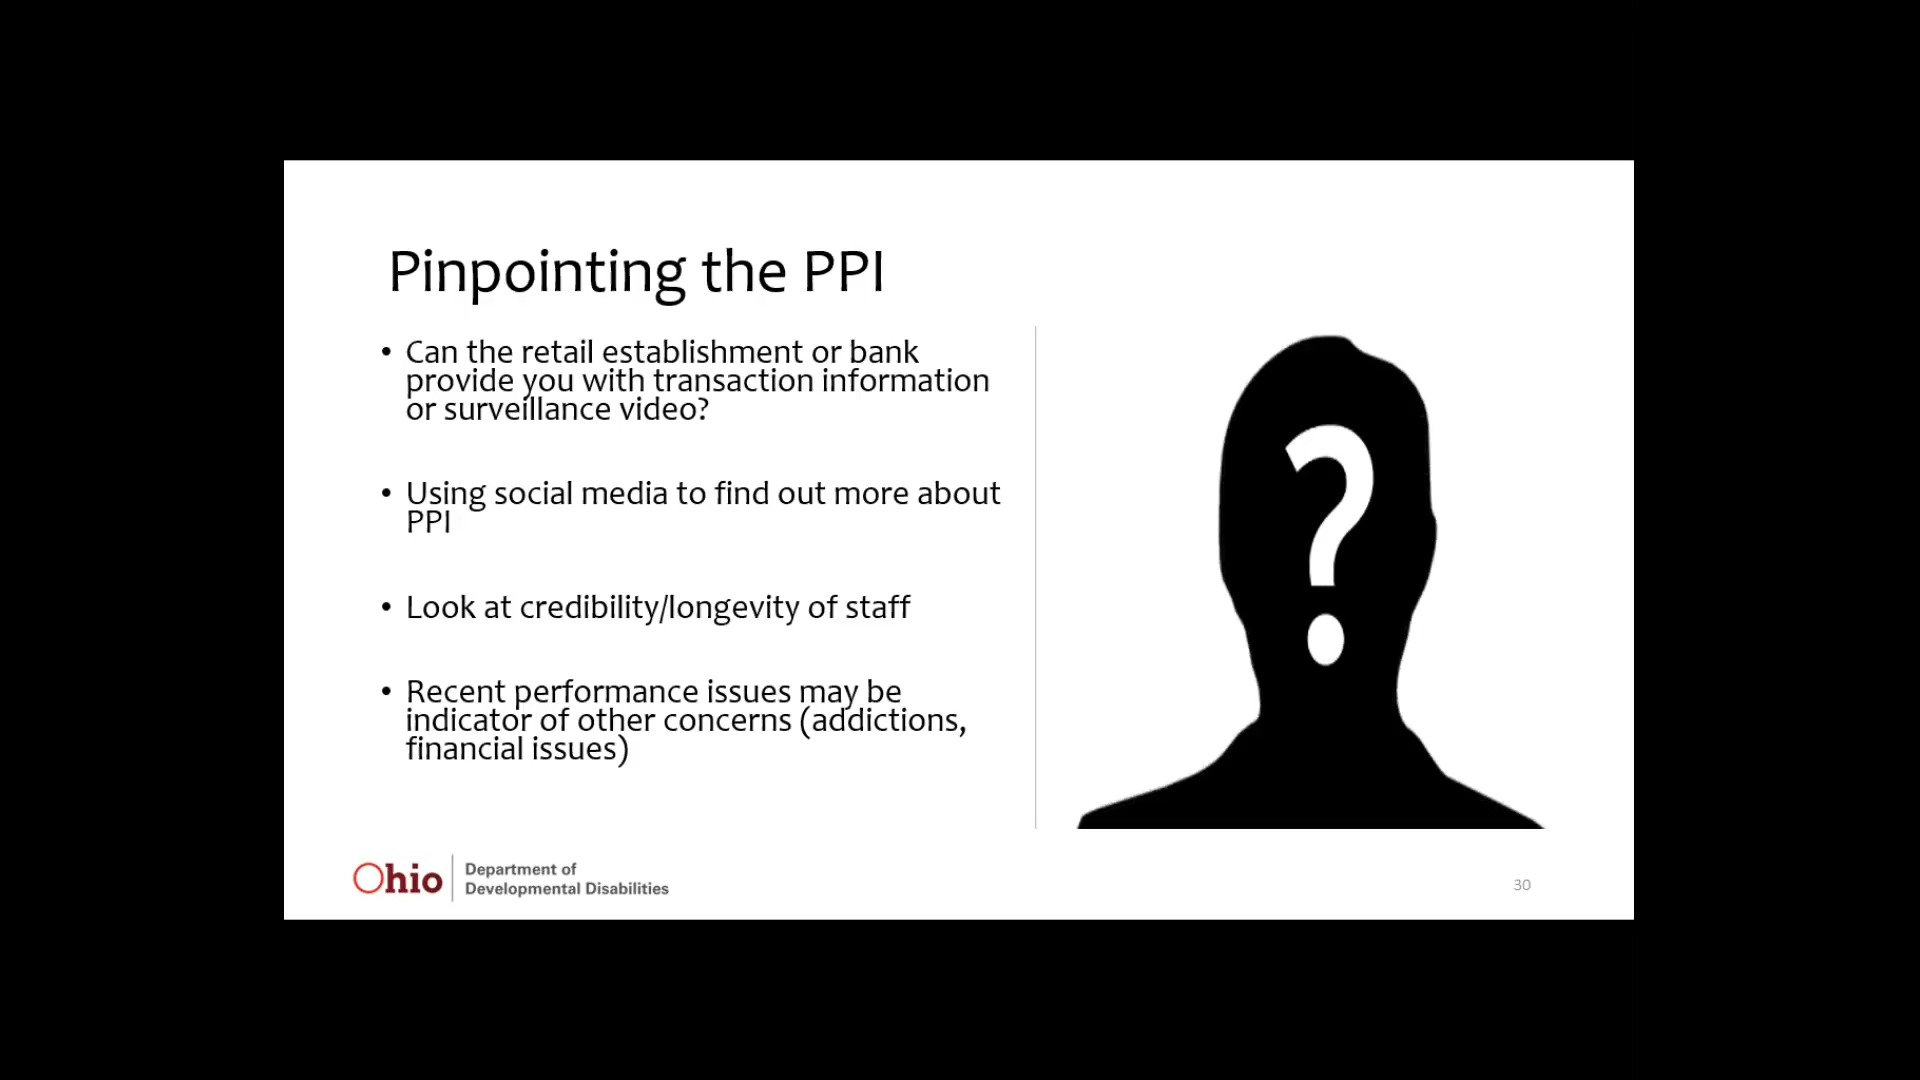 Pinpointing the PPI
• Can the retail establishment or bank
provide you with transaction information
or surveillance video?
• Using social media to find out more about
PPI
• Look at credibility/longevity of staff
• Recent performance issues may be
indicator of other concerns (addictions,
financial issues)
?
Ohio
Department of
Developmental Disabilities
30